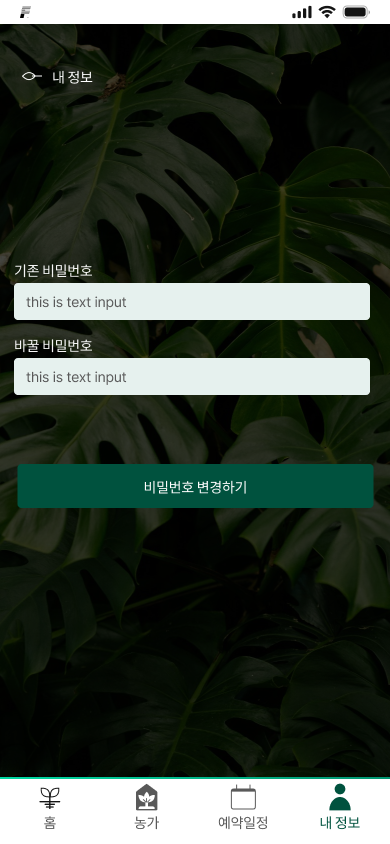 내 정보
기존 비밀번호
this is text input
바꿀 비밀번호
this is text input
비밀번호 변경하기
홈
농가
예약일정
내 정보